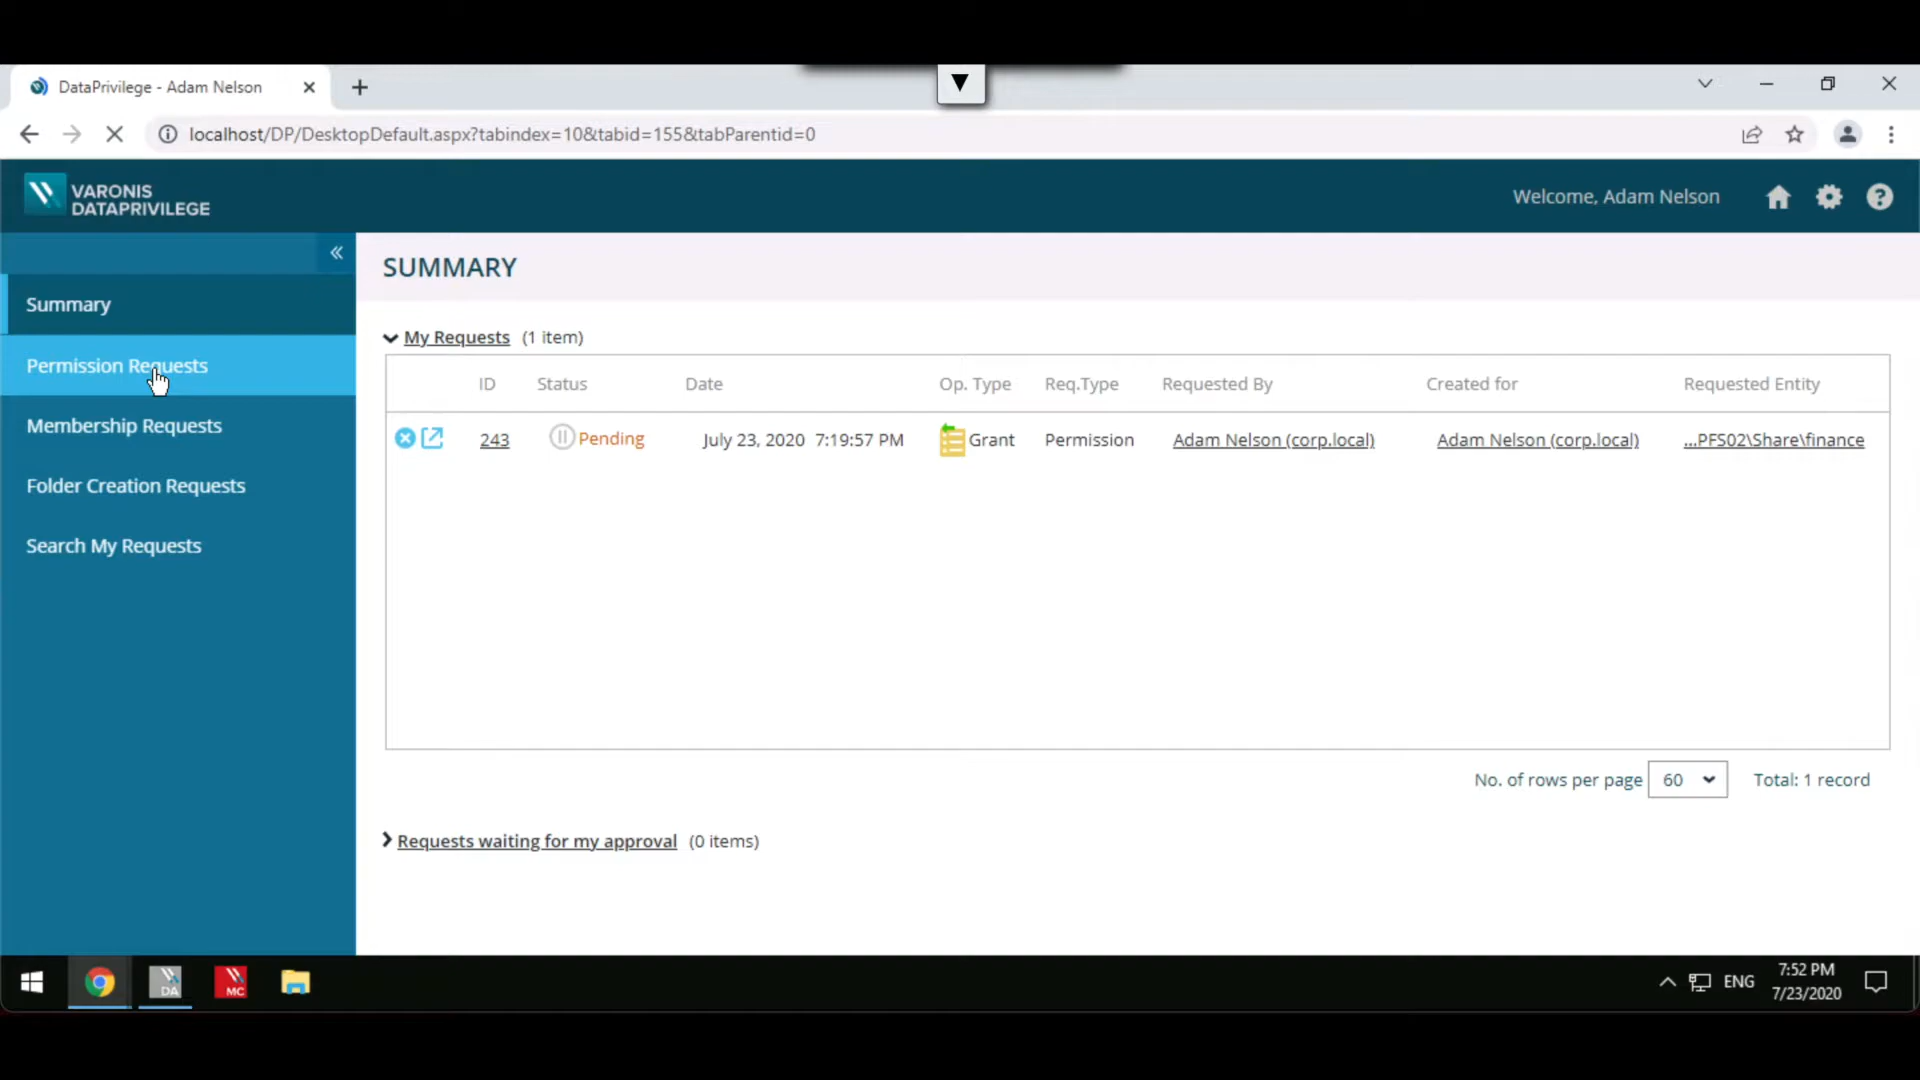 DataPrivilege - Adam Nelson
localhost/DP/DesktopDefault.aspx?tabindex=10&tabid=155&tabParentid=0
VARONIS
DATAPRIVILEGE
Welcome, Adam Nelson
SUMMARY
Summary
Permission Requests
Membership Requests
Folder Creation Requests
Search My Requests
My Requests (1 item)
ID Status Date Op. Type Req.Type Requested By Created for Requested Entity
243 Pending July 23, 2020 7:19:57 PM Grant Permission Adam Nelson (corp.local) Adam Nelson (corp.local) ...PFS02\Share\finance
No. of rows per page 60 Total: 1 record
Requests waiting for my approval (0 items)
DA
MC
ENG
7:52 PM
7/23/2020